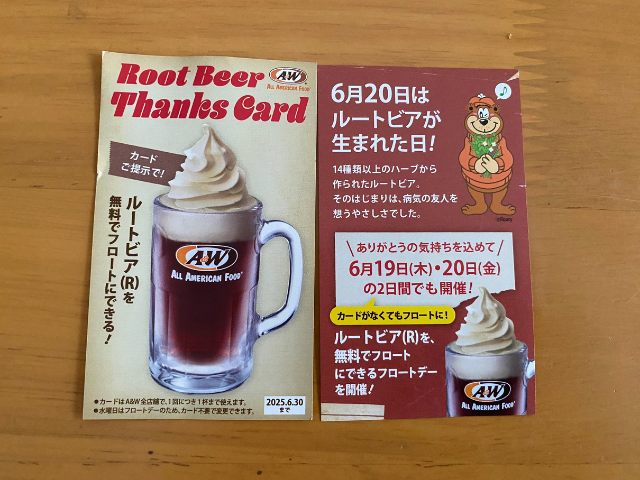 Root Beer
Thanks Card
A&W
ALL AMERICAN FOOD
カード
ご提示で!
ルートビア(R)を
無料でフロートにできる!
A&W
ALL AMERICAN FOOD
●カードはA&W全店舗で、1回につき1杯まで使えます。
●水曜日はフロートデーのため、カード不要で変更できます。
2025.6.30
まで
6月20日は
ルートビアが
生まれた日!
14種類以上のハーブから
作られたルートビア。
そのはじまりは、病気の友人を
想うやさしさでした。
ありがとうの気持ちを込めて
6月19日(木)・20日(金)
の2日間でも開催!
カードがなくてもフロートに!
ルートビア(R)を、
無料でフロート
にできるフロートデー
を開催!
A&W
ALL AMERICAN FOOD